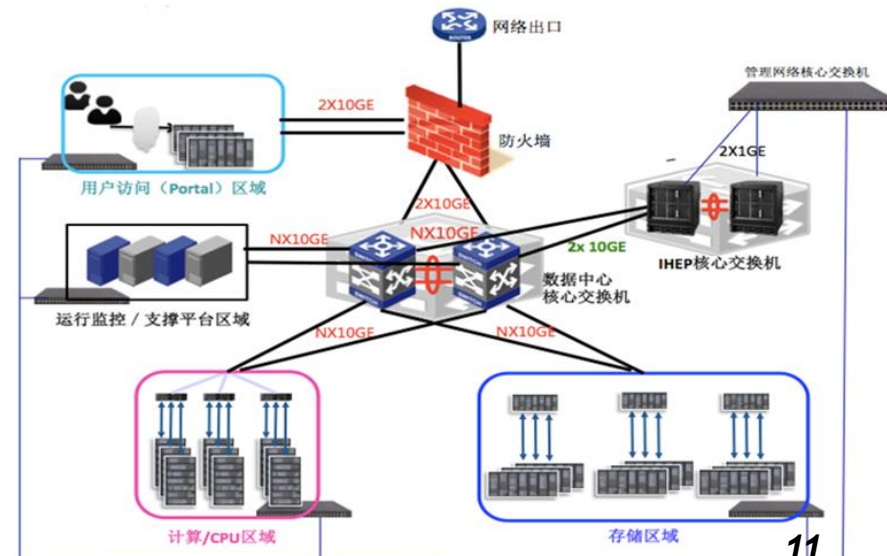 网络出口
ROUTER
管理网络核心交换机
2X10GE
防火墙
2X1GE
用户访问（Portal）区域
2X10GE
NX10GE
NX10GE
2x 10GE
IHEP核心交换机
数据中心
核心交换机
运行监控 / 支撑平台区域
NX10GE
NX10GE
计算/CPU区域
存储区域
11